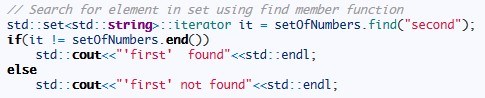 // Search for element in set using find member function
std::set<std::string>::iterator it = setOfNumbers.find("second");
if(it != setOfNumbers.end())
    std::cout<<"'first'  found"<<std::endl;
else
    std::cout<<"'first' not found"<<std::endl;